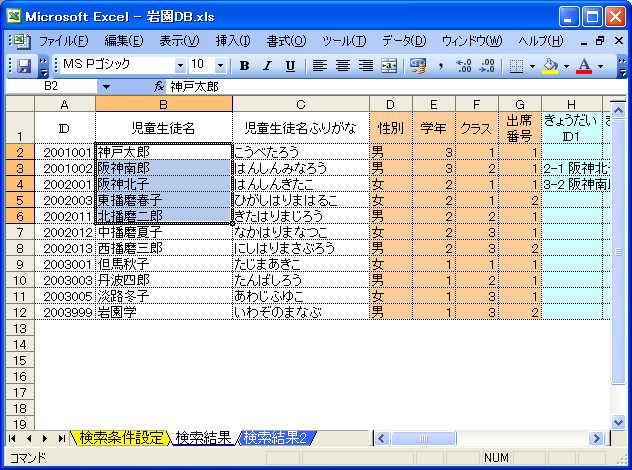 Microsoft Excel - 岩園DB.xls
ファイル(F) 編集(E) 表示(V) 挿入(I) 書式(O) ツール(T) データ(D) ウィンドウ(W) ヘルプ(H)
MS Pゴシック 10 B I U
B2 fx 神戸太郎
A B C D E F G H
1 ID 児童生徒名 児童生徒名ふりがな 性別 学年 クラス 出席番号 きょうだいID1
2 2001001 神戸太郎 こうべたろう 男 3 1 1
3 2001002 阪神南郎 はんしんみなろう 男 3 2 1 2-1 阪神北
4 2002001 阪神北子 はんしんきたこ 女 2 1 1 3-2 阪神南
5 2002003 東播磨春子 ひがしはりまはるこ 女 2 1 2
6 2002011 北播磨二郎 きたはりまじろう 男 2 2 1
7 2002012 中播磨夏子 なかはりまなつこ 女 2 3 1
8 2002013 西播磨三郎 にしはりまさぶろう 男 2 3 2
9 2003001 但馬秋子 たじまあきこ 女 1 1 1
10 2003003 丹波四郎 たんばしろう 男 1 2 1
11 2003005 淡路冬子 あわじふゆこ 女 1 3 1
12 2003999 岩園学 いわぞのまなぶ 男 1 3 2
13
14
15
16
17
18
19
検索条件設定 検索結果 検索結果2
コマンド NUM